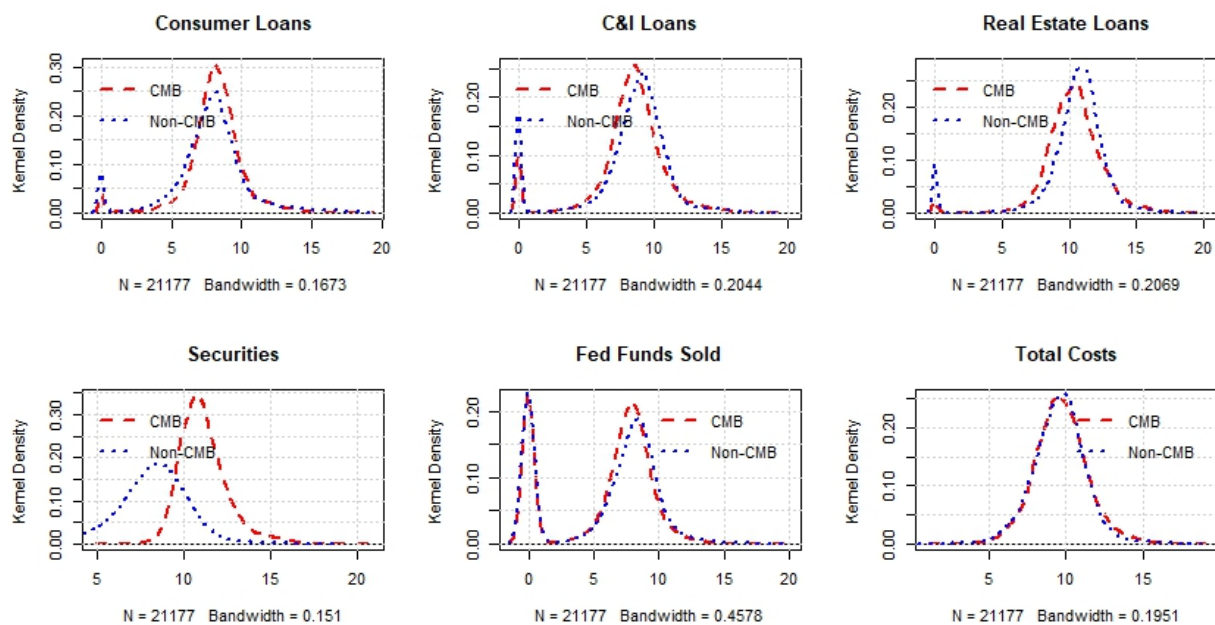 Consumer Loans
Kernel Density
0.00 0.10 0.20 0.30
CMB
Non-CMB
0 5 10 15 20
N = 21177 Bandwidth = 0.1673
C&I Loans
Kernel Density
0.00 0.10 0.20
CMB
Non-CMB
0 5 10 15 20
N = 21177 Bandwidth = 0.2044
Real Estate Loans
Kernel Density
0.00 0.10 0.20
CMB
Non-CMB
0 5 10 15 20
N = 21177 Bandwidth = 0.2069
Securities
Kernel Density
0.00 0.10 0.20 0.30
CMB
Non-CMB
5 10 15 20
N = 21177 Bandwidth = 0.151
Fed Funds Sold
Kernel Density
0.00 0.10 0.20
CMB
Non-CMB
0 5 10 15 20
N = 21177 Bandwidth = 0.4578
Total Costs
Kernel Density
0.00 0.10 0.20
CMB
Non-CMB
5 10 15
N = 21177 Bandwidth = 0.1951